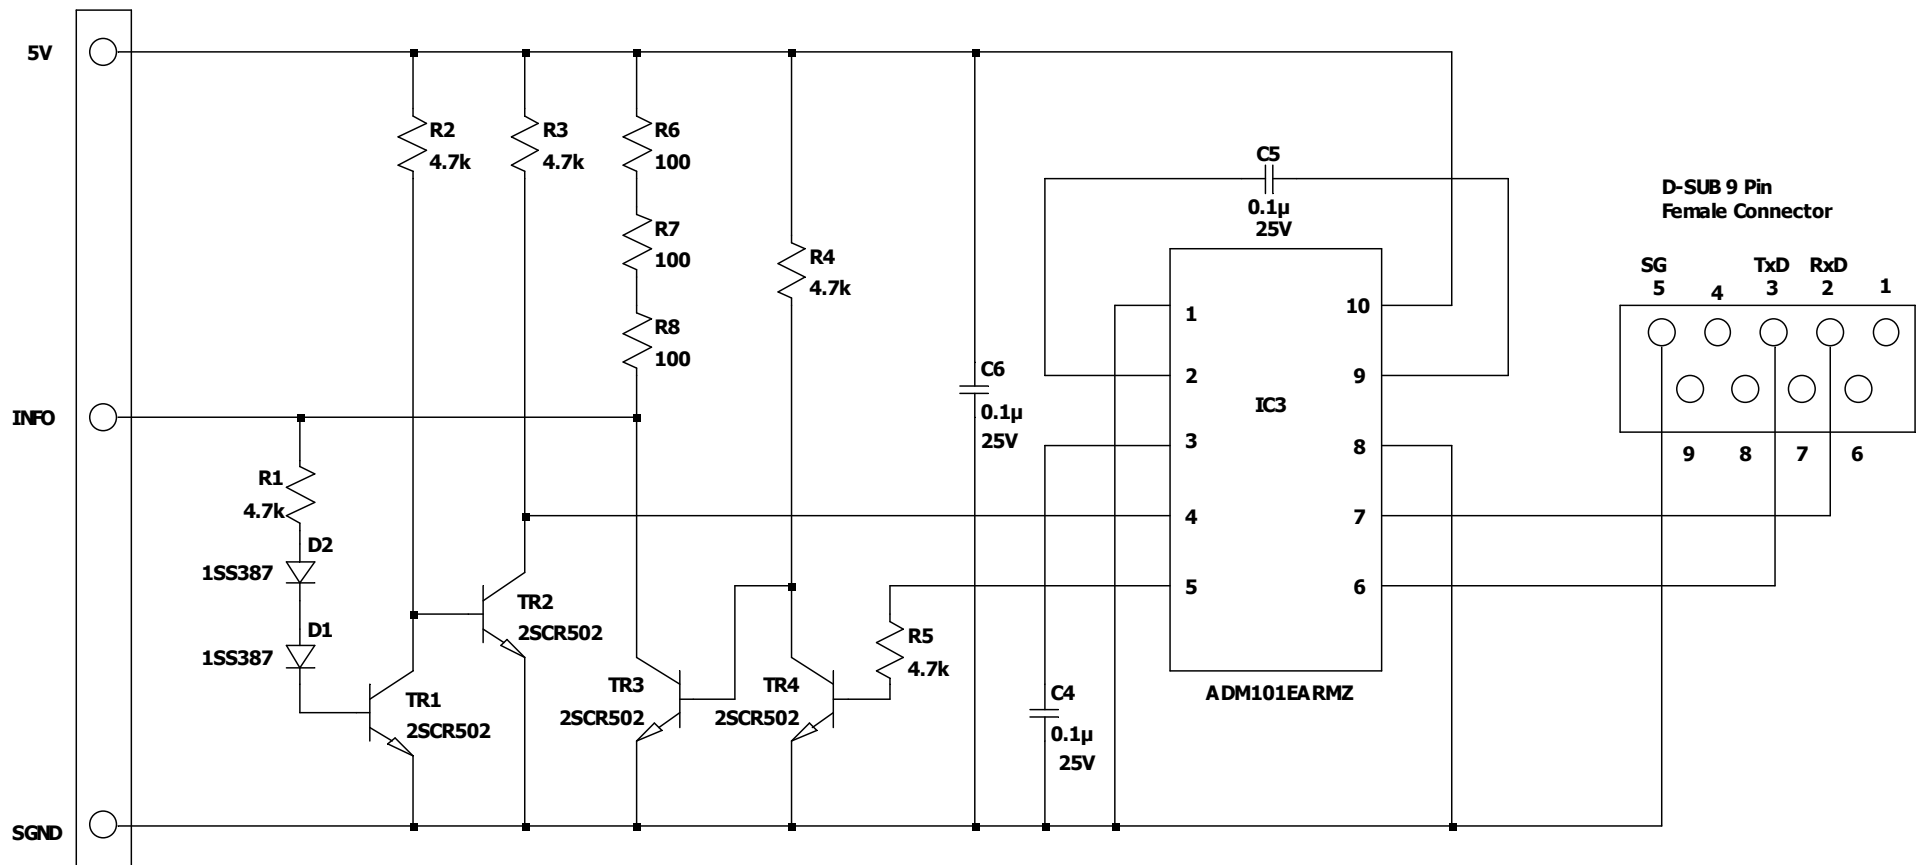 5V
INFO
SGND
R2
4.7k
R3
4.7k
R6
100
R7
100
R8
100
R4
4.7k
R1
4.7k
D2
1SS387
D1
1SS387
TR1
2SCR502
TR2
2SCR502
TR3
2SCR502
TR4
2SCR502
R5
4.7k
C6
0.1µ
25V
C4
0.1µ
25V
C5
0.1µ
25V
1
2
3
4
5
10
9
8
7
6
IC3
ADM101EARMZ
D-SUB 9 Pin
Female Connector
SG TxD RxD
5 4 3 2 1
9 8 7 6